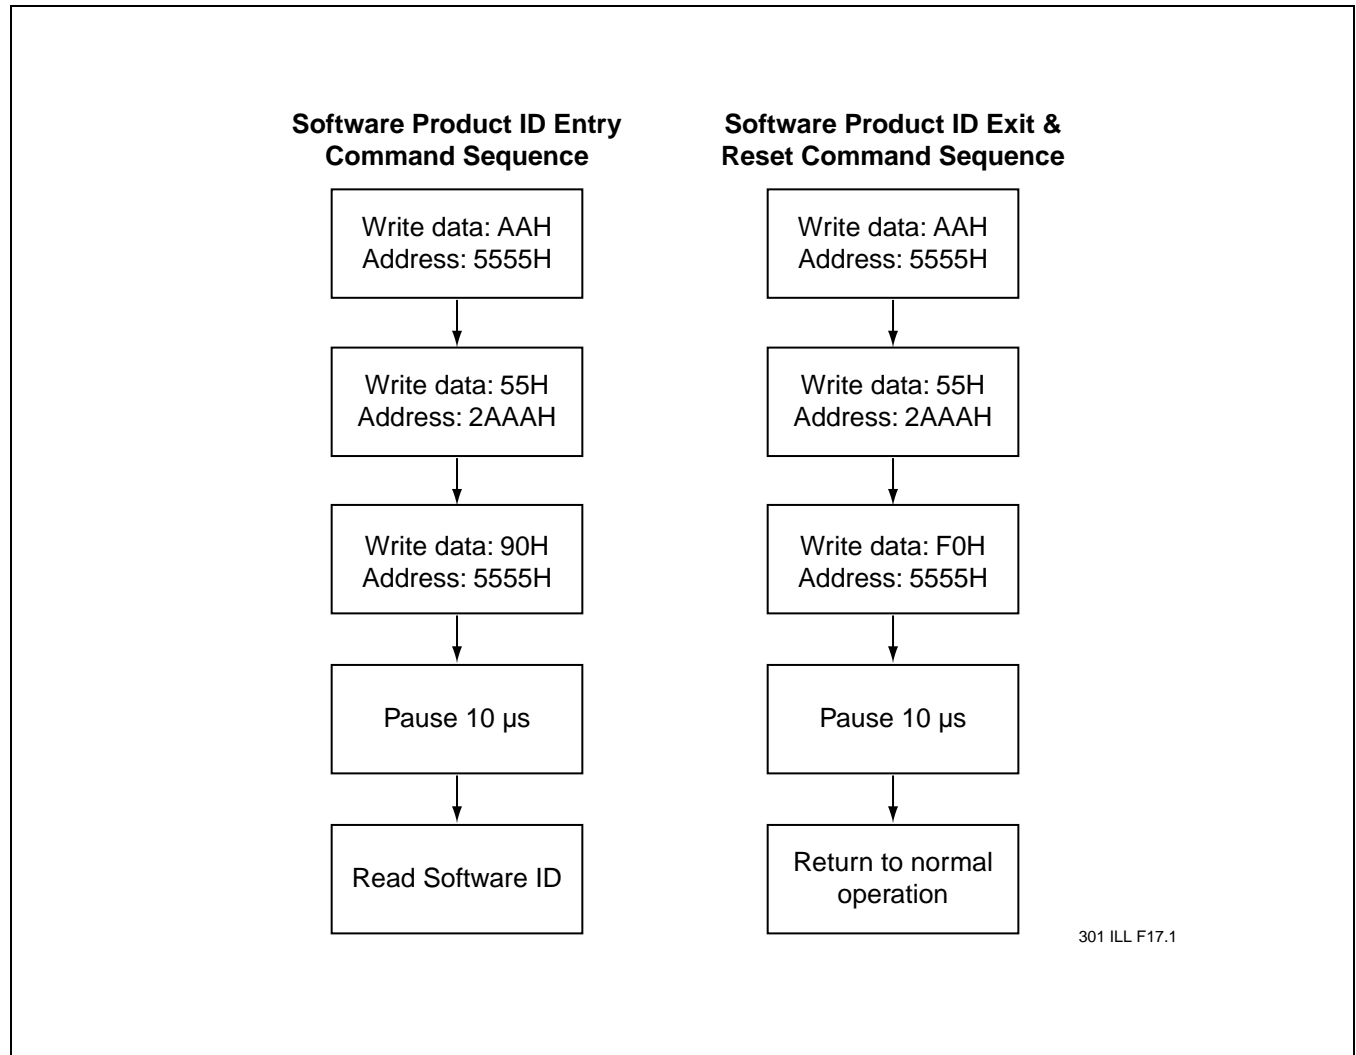 Software Product ID Entry
Command Sequence
Write data: AAH
Address: 5555H
Write data: 55H
Address: 2AAAH
Write data: 90H
Address: 5555H
Pause 10 µs
Read Software ID
Software Product ID Exit &
Reset Command Sequence
Write data: AAH
Address: 5555H
Write data: 55H
Address: 2AAAH
Write data: F0H
Address: 5555H
Pause 10 µs
Return to normal
operation
301 ILL F17.1